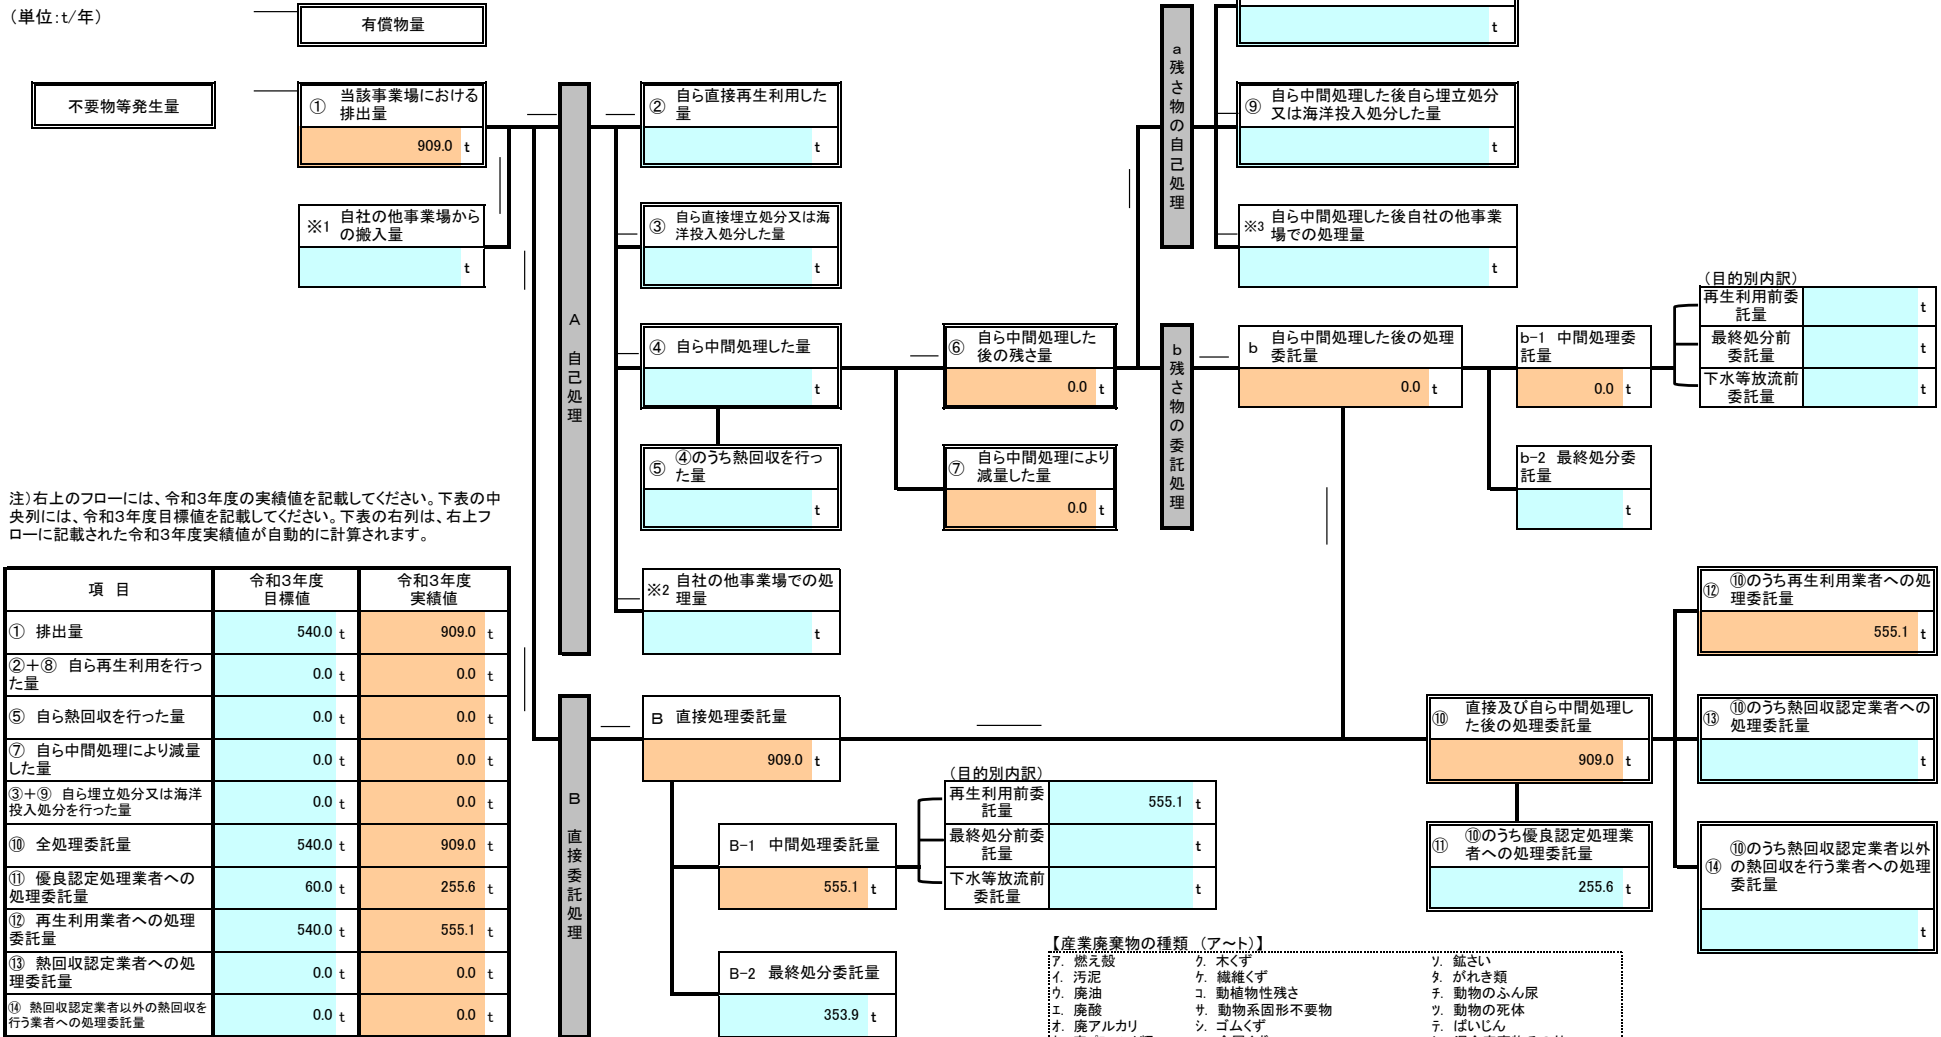 （単位:t/年）
有償物量
t
不要物等発生量
① 当該事業場における
排出量
909.0 t
※1 自社の他事業場から
の搬入量
t
A 自己処理
② 自ら直接再生利用した
量
t
③ 自ら直接埋立処分又は海
洋投入処分した量
t
④ 自ら中間処理した量
t
⑤ ④のうち熱回収を行っ
た量
t
※2 自社の他事業場での処
理量
t
⑥ 自ら中間処理した
後の残さ量
0.0 t
⑦ 自ら中間処理により
減量した量
0.0 t
a 残さ物の自己処理
⑨ 自ら中間処理した後自ら埋立処分
又は海洋投入処分した量
t
※3 自ら中間処理した後自社の他事業
場での処理量
t
b 残さ物の委託処理
b 自ら中間処理した後の処理
委託量
0.0 t
b-1 中間処理委
託量
0.0 t
b-2 最終処分委
託量
t
（目的別内訳）
再生利用前委
託量 t
最終処分前
委託量 t
下水等放流前
委託量 t
注）右上のフローには、令和3年度の実績値を記載してください。下表の中
央列には、令和3年度目標値を記載してください。下表の右列は、右上フ
ローに記載された令和3年度実績値が自動的に計算されます。
項 目 令和3年度 目標値 令和3年度 実績値
① 排出量 540.0 t 909.0 t
②＋⑧ 自ら再生利用を行っ
た量 0.0 t 0.0 t
⑤ 自ら熱回収を行った量 0.0 t 0.0 t
⑦ 自ら中間処理により減量
した量 0.0 t 0.0 t
③＋⑨ 自ら埋立処分又は海洋
投入処分を行った量 0.0 t 0.0 t
⑩ 全処理委託量 540.0 t 909.0 t
⑪ 優良認定処理業者への
処理委託量 60.0 t 255.6 t
⑫ 再生利用業者への処理
委託量 540.0 t 555.1 t
⑬ 熱回収認定業者への処
理委託量 0.0 t 0.0 t
⑭ 熱回収認定業者以外の熱回収を
行う業者への処理委託量 0.0 t 0.0 t
B 直接委託処理
B 直接処理委託量
909.0 t
B-1 中間処理委託量
555.1 t
B-2 最終処分委託量
353.9 t
（目的別内訳）
再生利用前委
託量 555.1 t
最終処分前委
託量 t
下水等放流前
委託量 t
⑩ 直接及び自ら中間処理し
た後の処理委託量
909.0 t
⑪ ⑩のうち優良認定処理業
者への処理委託量
255.6 t
⑫ ⑩のうち再生利用業者への処
理委託量
555.1 t
⑬ ⑩のうち熱回収認定業者への
処理委託量
t
⑭ ⑩のうち熱回収認定業者以外
の熱回収を行う業者への処理
委託量
t
【産業廃棄物の種類 （ア～ト）】
ア. 燃え殻 ク. 木くず ソ. 鉱さい
イ. 汚泥 ケ. 繊維くず タ. がれき類
ウ. 廃油 コ. 動植物性残さ チ. 動物のふん尿
エ. 廃酸 サ. 動物系固形不要物 ツ. 動物の死体
オ. 廃アルカリ シ. ゴムくず テ. ばいじん